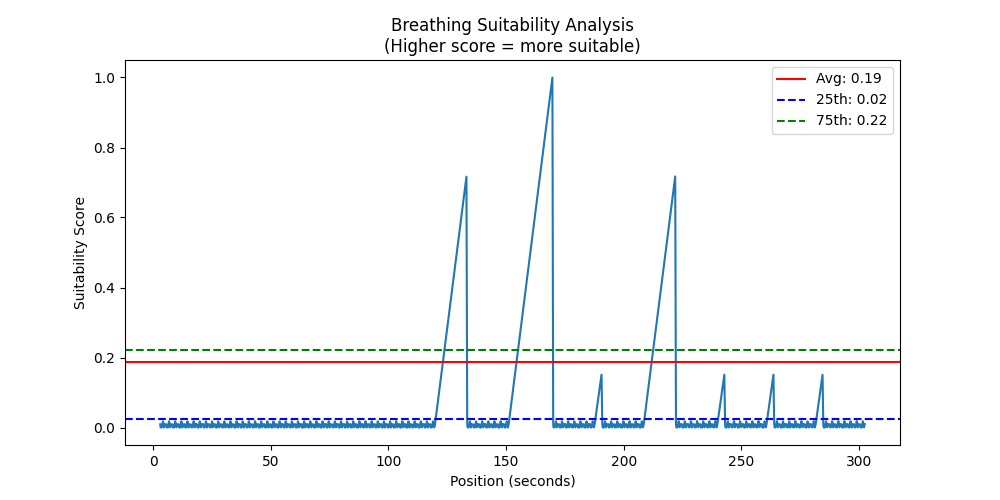 Breathing Suitability Analysis
(Higher score = more suitable)
Avg: 0.19
25th: 0.02
75th: 0.22
Suitability Score
1.0
0.8
0.6
0.4
0.2
0.0
0
50
100
150
200
250
300
Position (seconds)